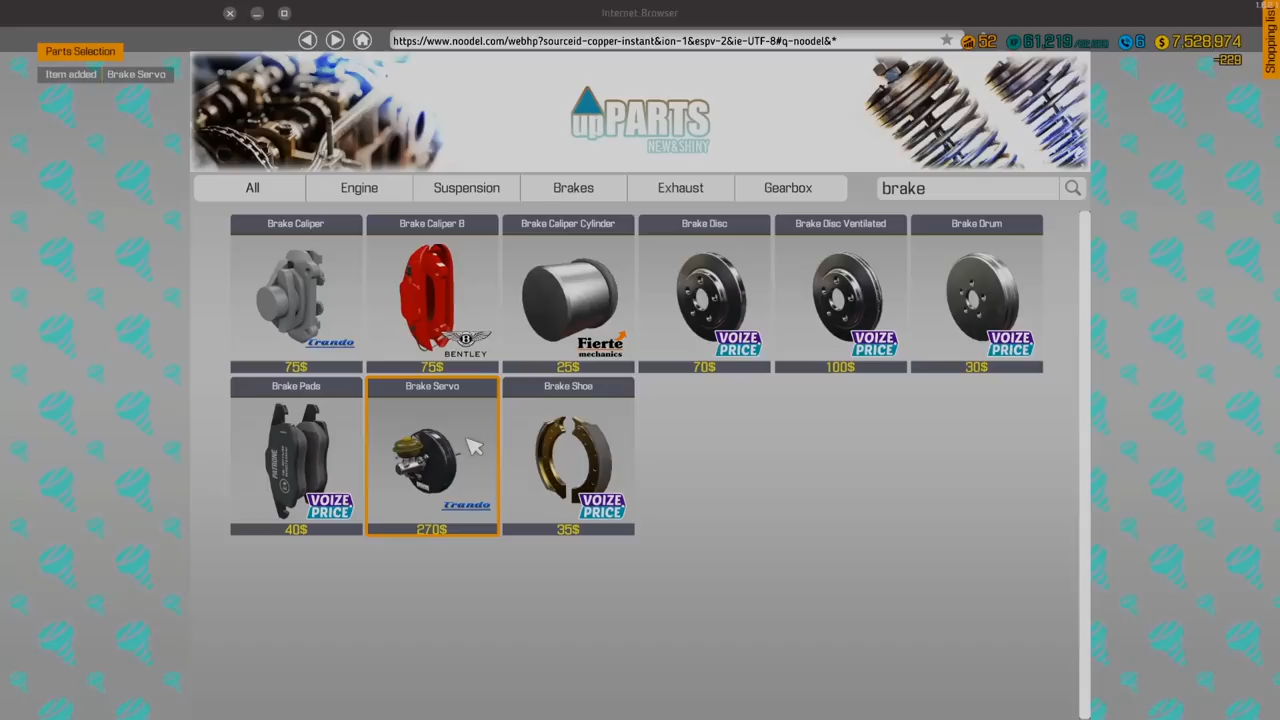 Internet Browser
https://www.noodel.com/webhp?sourceid-copper-instant&ion-1&espv-2&ie-UTF-8#q-noodel&*
52
61,219
6
$ 7,528,974
-229
Shopping list
Parts Selection
Item added Brake Servo
upPARTS
NEW&SHINY
All Engine Suspension Brakes Exhaust Gearbox
brake
Brake Caliper Brake Caliper B Brake Caliper Cylinder Brake Disc Brake Disc Ventilated Brake Drum
Trando
B
BENTLEY
Fierte mechanics
VOIZE PRICE
VOIZE PRICE
VOIZE PRICE
75$ 75$ 25$ 70$ 100$ 30$
Brake Pads Brake Servo Brake Shoe
VOIZE PRICE
Trando
VOIZE PRICE
40$ 270$ 35$